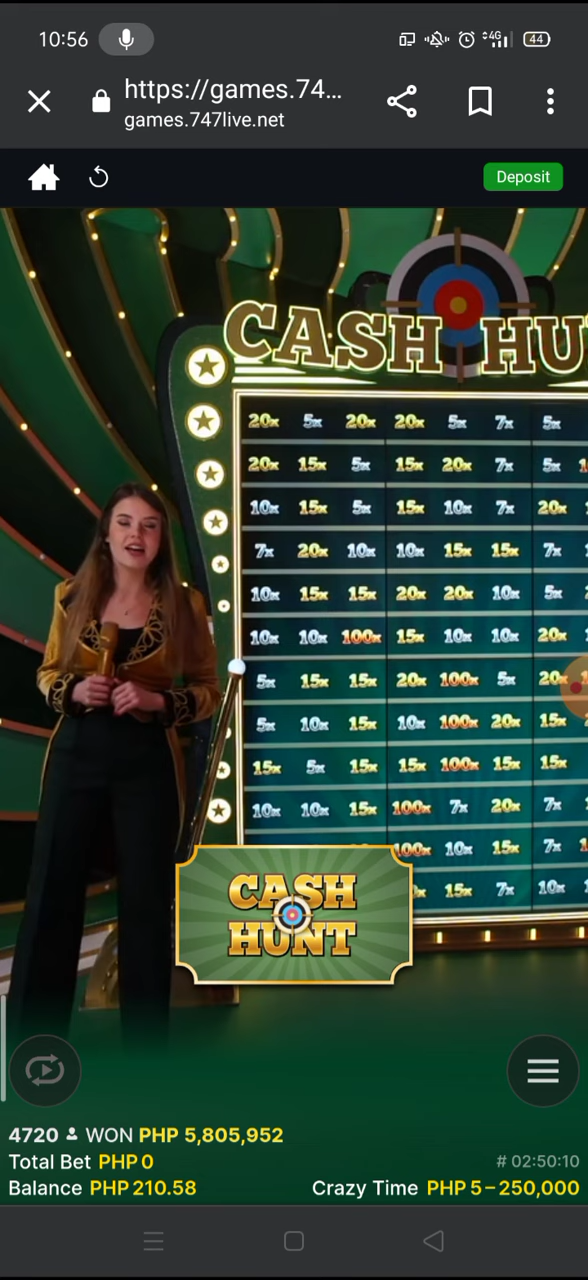 10:56
4G
44
https://games.74...
games.747live.net
Deposit
CASH HU
20x 5x 20x 20x 5x 7x 5x
20x 15x 5x 15x 20x 7x 5x
10x 15x 5x 15x 10x 7x 20x
7x 20x 10x 10x 15x 15x 7x
10x 15x 15x 20x 20x 10x 5x
10x 10x 100x 15x 10x 10x 20x
5x 15x 15x 20x 100x 5x 20x
5x 10x 15x 10x 100x 20x 15x
15x 5x 15x 15x 100x 15x 15x
10x 10x 15x 100x 7x 20x 7x
100x 10x 15x 7x
15x 7x 10x
CASH
HUNT
4720 WON PHP 5,805,952
Total Bet PHP 0
# 02:50:10
Balance PHP 210.58
Crazy Time PHP 5–250,000